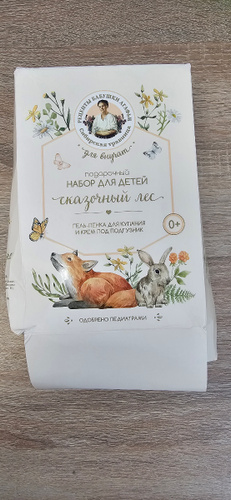 РЕЦЕПТЫ БАБУШКИ АГАФЬИ
Сибирская травница
для внучат
ПОДАРОЧНЫЙ
НАБОР ДЛЯ ДЕТЕЙ
сказочный лес
ГЕЛЬ-ПЕНКА ДЛЯ КУПАНИЯ
И КРЕМ ПОД ПОДГУЗНИК
0+
ОДОБРЕНО ПЕДИАТРАМИ